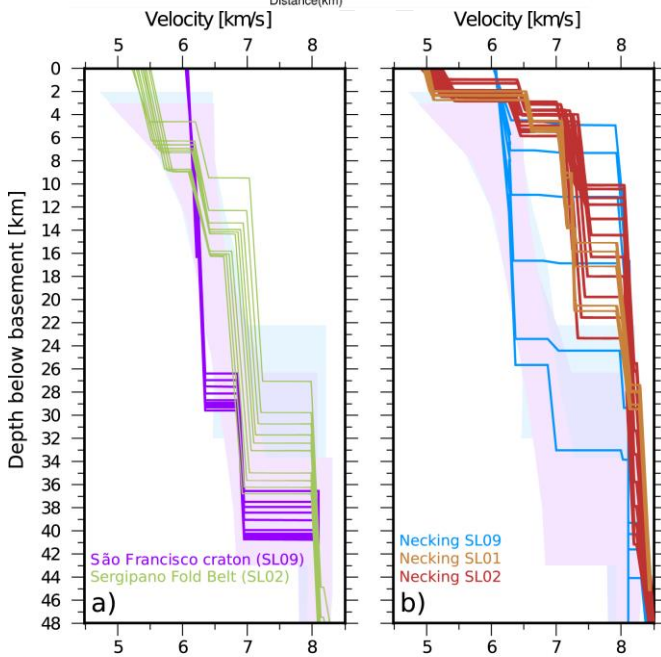 Distance(km)
Velocity [km/s] Velocity [km/s]
5 6 7 8 5 6 7 8
0
2
4
6
8
10
12
14
16
18
20
22
24
26
28
30
32
34
36
38
40
42
44
46
48
Depth below basement [km]
São Francisco craton (SL09)
Sergipano Fold Belt (SL02)
a)
Necking SL09
Necking SL01
Necking SL02
b)
5 6 7 8 5 6 7 8